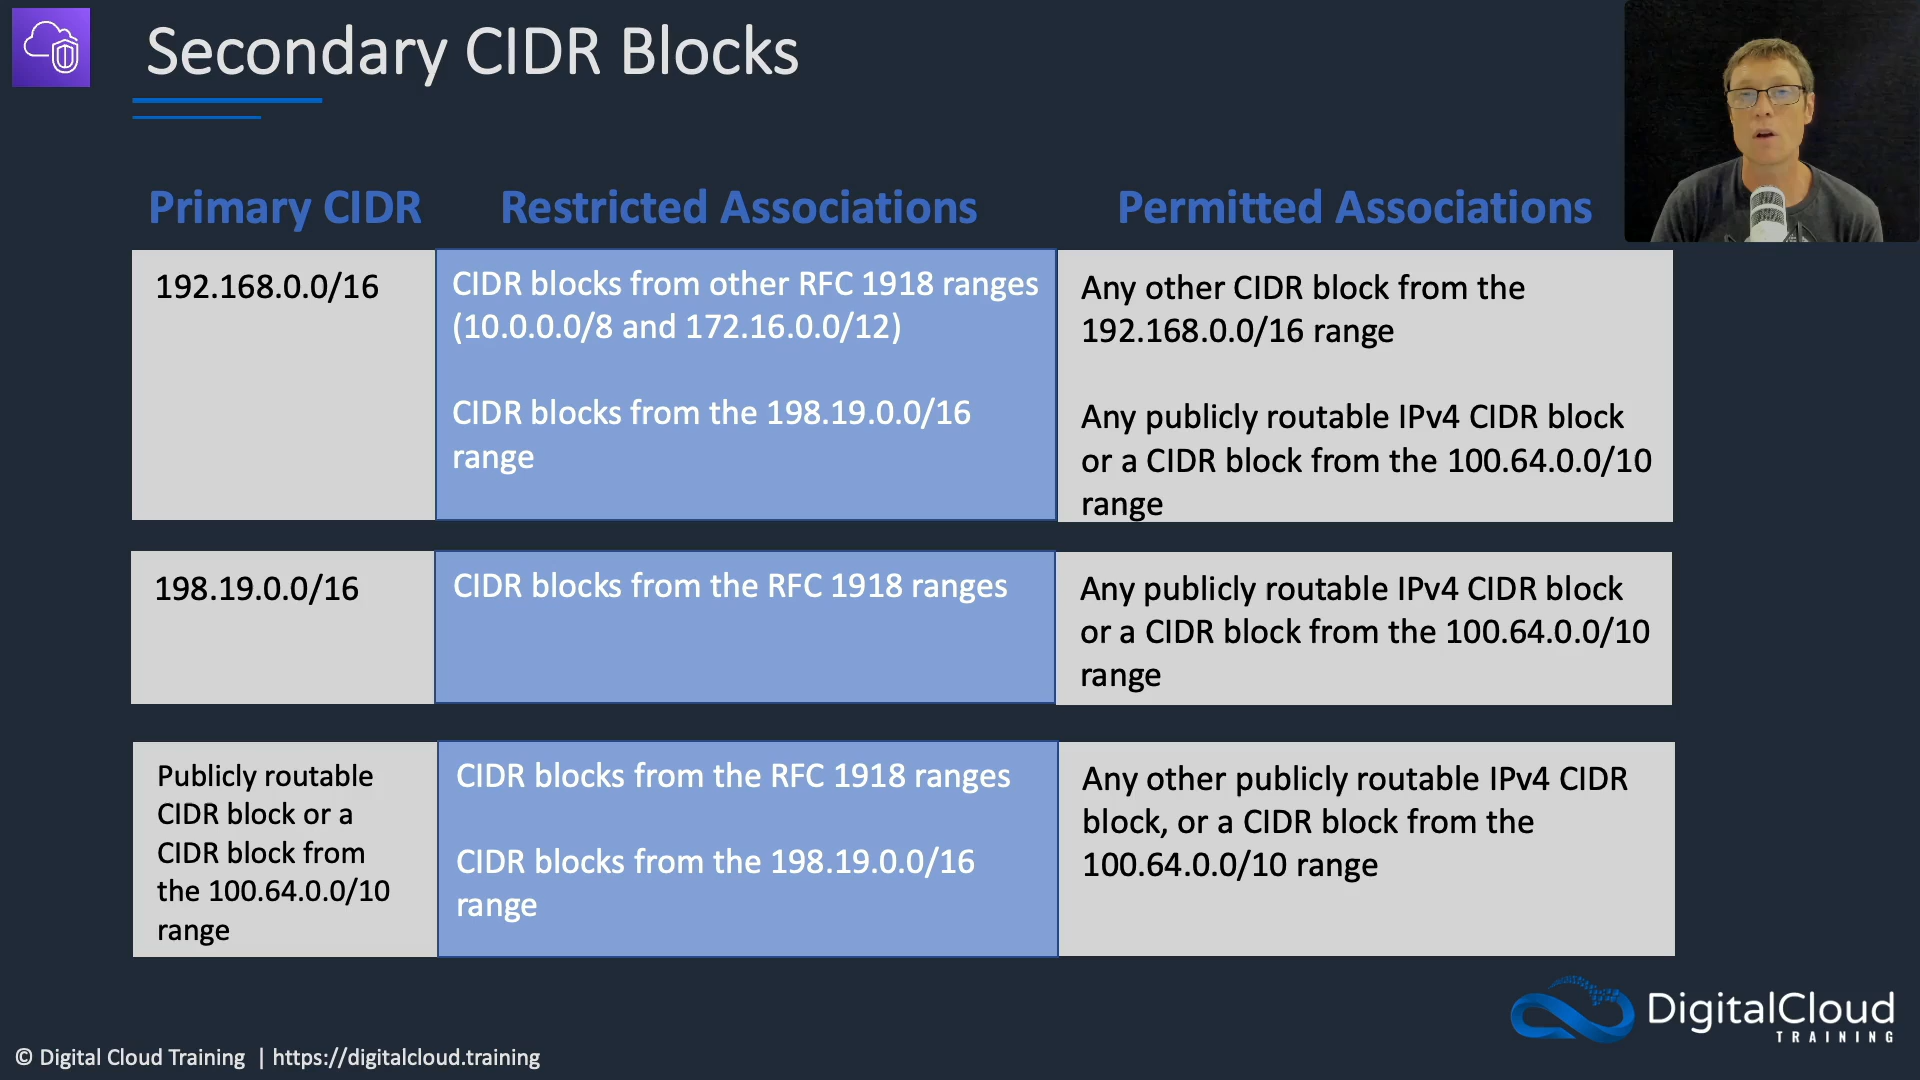 Secondary CIDR Blocks
Primary CIDR
Restricted Associations
Permitted Associations
192.168.0.0/16
CIDR blocks from other RFC 1918 ranges
(10.0.0.0/8 and 172.16.0.0/12)
CIDR blocks from the 198.19.0.0/16
range
Any other CIDR block from the
192.168.0.0/16 range
Any publicly routable IPv4 CIDR block
or a CIDR block from the 100.64.0.0/10
range
198.19.0.0/16
CIDR blocks from the RFC 1918 ranges
Any publicly routable IPv4 CIDR block
or a CIDR block from the 100.64.0.0/10
range
Publicly routable
CIDR block or a
CIDR block from
the 100.64.0.0/10
range
CIDR blocks from the RFC 1918 ranges
CIDR blocks from the 198.19.0.0/16
range
Any other publicly routable IPv4 CIDR
block, or a CIDR block from the
100.64.0.0/10 range
DigitalCloud
TRAINING
© Digital Cloud Training | https://digitalcloud.training